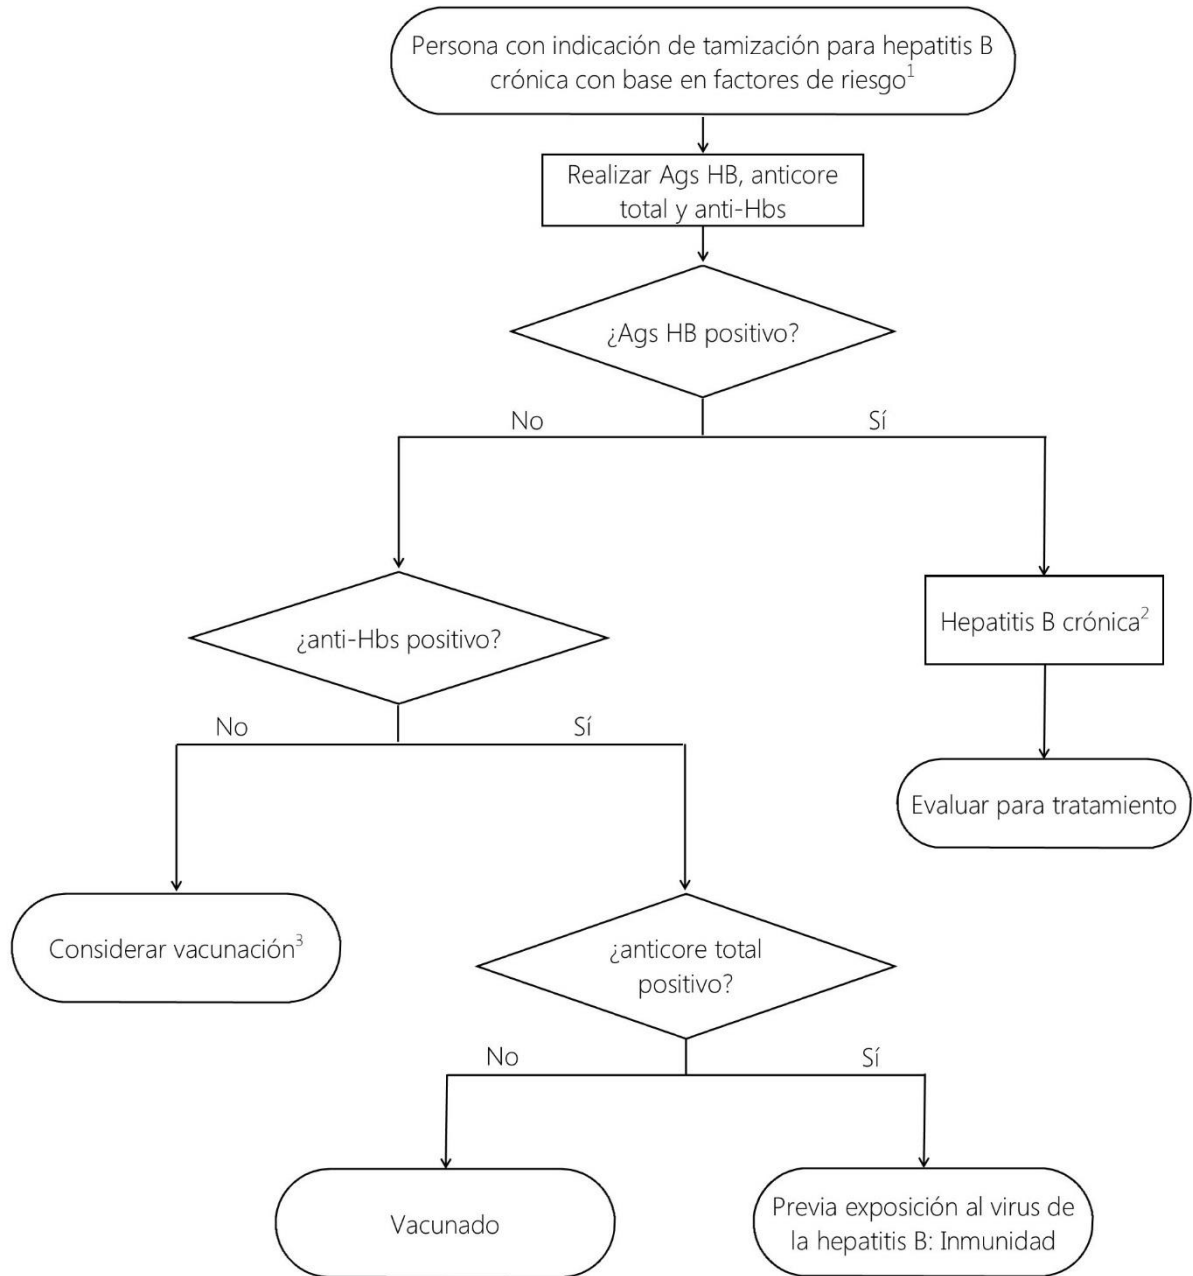 Persona con indicación de tamización para hepatitis B
crónica con base en factores de riesgo¹
Realizar Ags HB, anticore
total y anti-Hbs
¿Ags HB positivo?
No
Sí
¿anti-Hbs positivo?
Hepatitis B crónica²
No
Sí
Evaluar para tratamiento
Considerar vacunación³
¿anticore total
positivo?
No
Sí
Vacunado
Previa exposición al virus de
la hepatitis B: Inmunidad